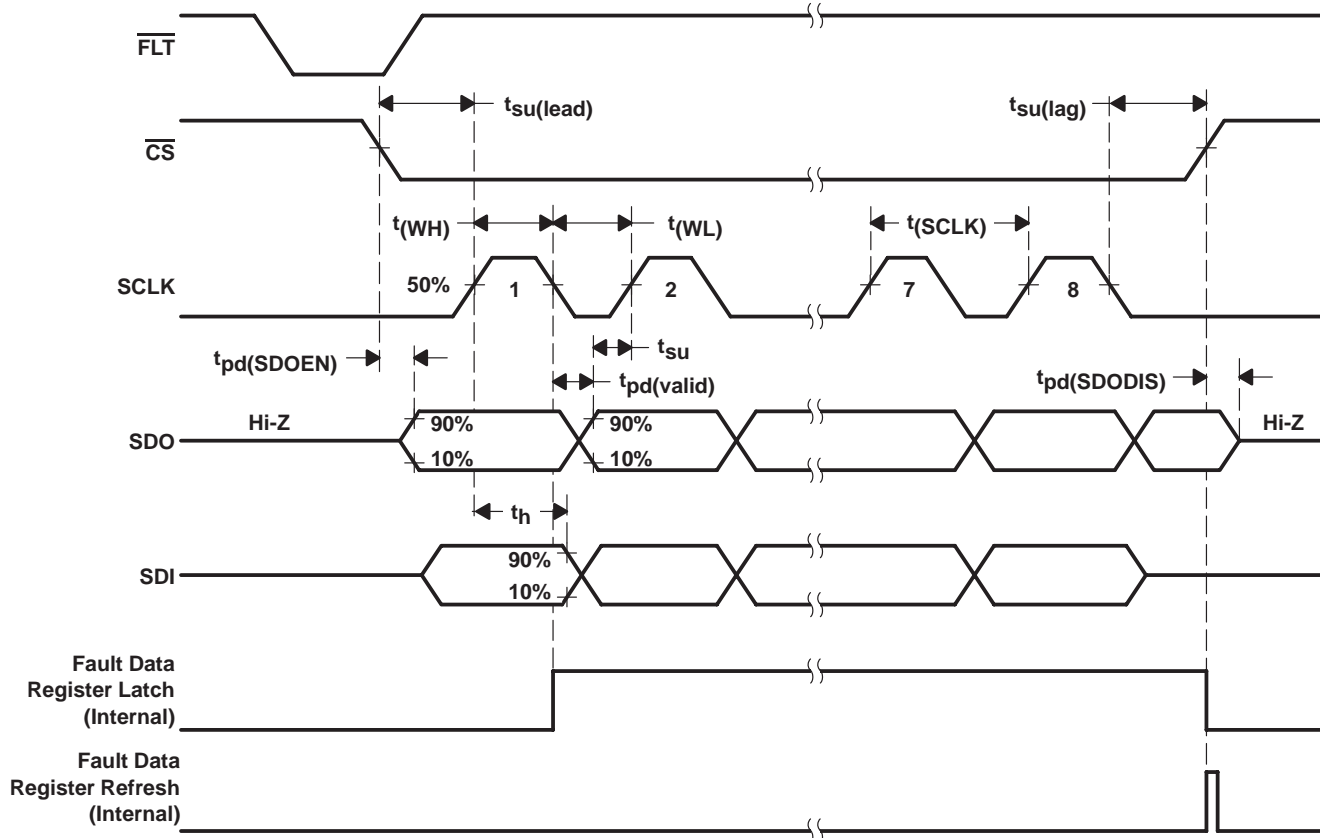 FLT
tsu(lead)
tsu(lag)
CS
t(WH)
t(WL)
t(SCLK)
SCLK
50%
1
2
7
8
tpd(SDOEN)
tsu
tpd(valid)
tpd(SDODIS)
SDO
Hi-Z
90%
90%
Hi-Z
10%
10%
th
SDI
90%
10%
Fault Data
Register Latch
(Internal)
Fault Data
Register Refresh
(Internal)